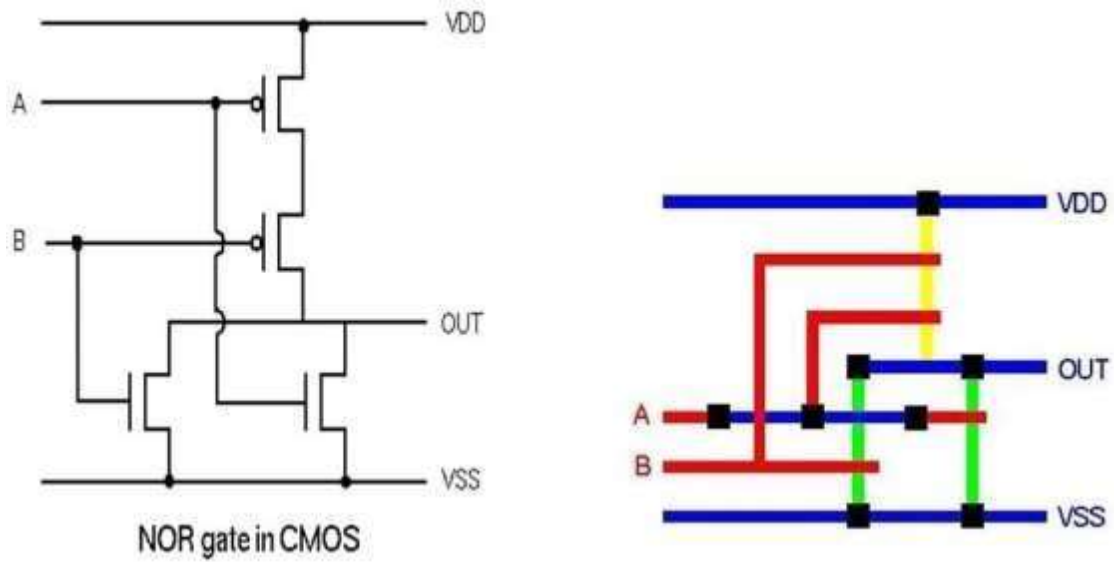 VDD
A
B
OUT
VSS
NOR gate in CMOS
VDD
OUT
A
B
VSS